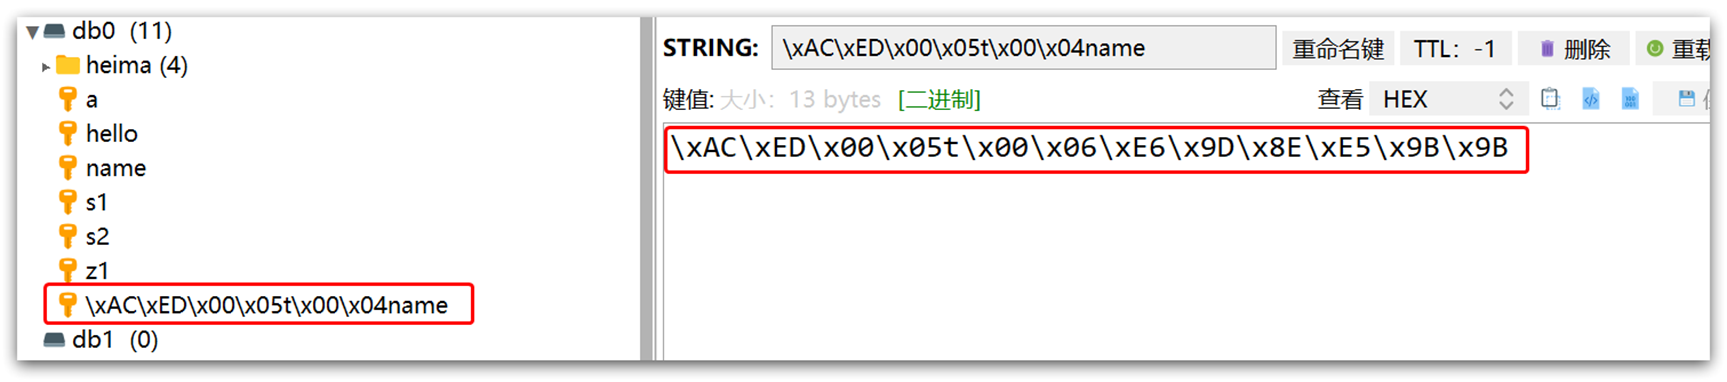 db0 (11)
heima (4)
a
hello
name
s1
s2
z1
\xAC\xED\x00\x05t\x00\x04name
db1 (0)
STRING: \xAC\xED\x00\x05t\x00\x04name 重命名键 TTL: -1 删除 重载
键值: 大小: 13 bytes [二进制] 查看 HEX
\xAC\xED\x00\x05t\x00\x06\xE6\x9D\x8E\xE5\x9B\x9B